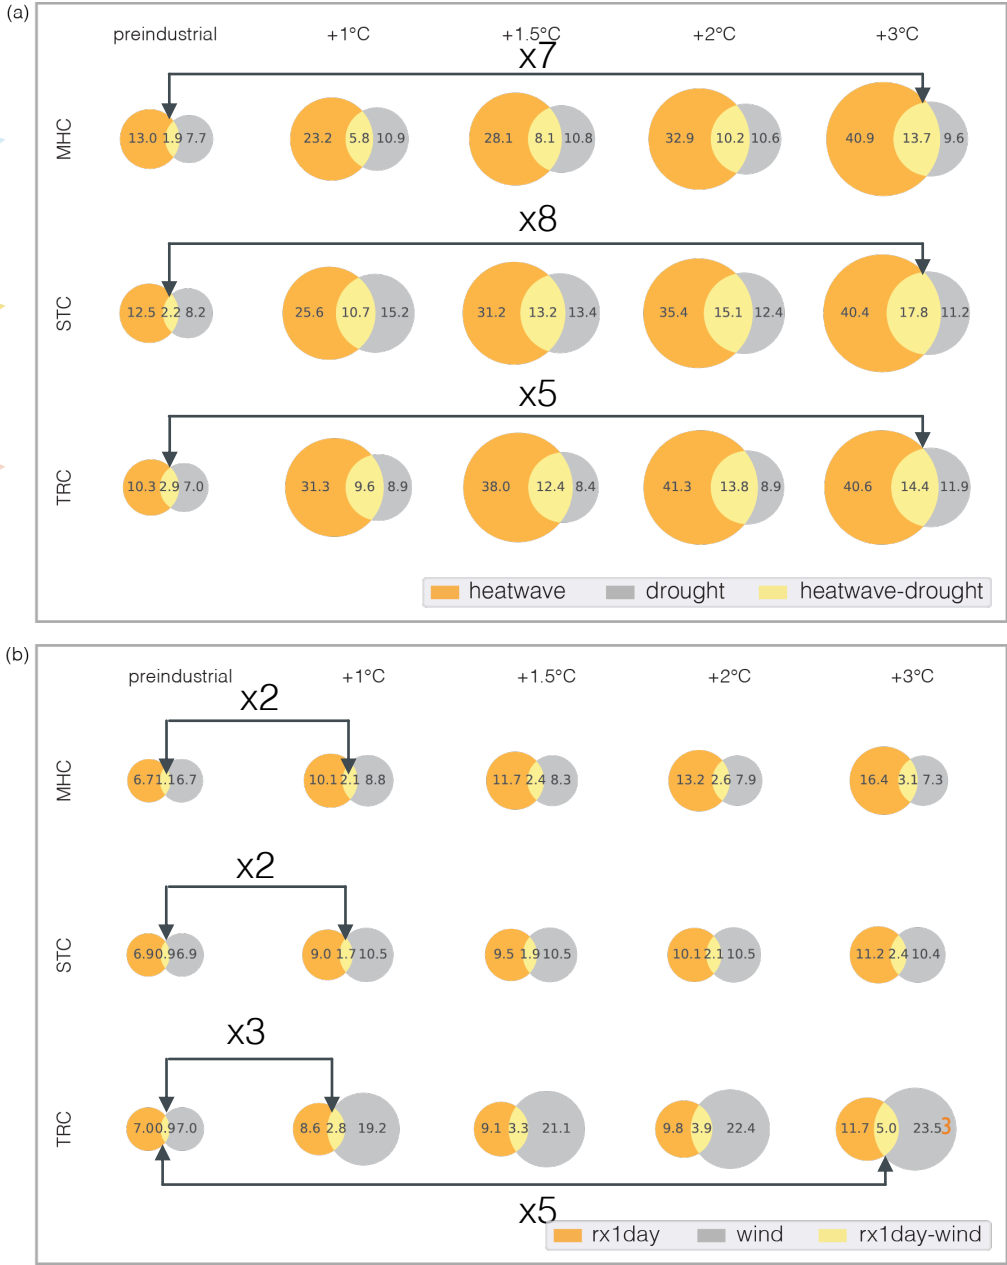 (a)
preindustrial +1°C +1.5°C +2°C +3°C
x7
MHC 13.0 1.9 7.7 23.2 5.8 10.9 28.1 8.1 10.8 32.9 10.2 10.6 40.9 13.7 9.6
x8
STC 12.5 2.2 8.2 25.6 10.7 15.2 31.2 13.2 13.4 35.4 15.1 12.4 40.4 17.8 11.2
x5
TRC 10.3 2.9 7.0 31.3 9.6 8.9 38.0 12.4 8.4 41.3 13.8 8.9 40.6 14.4 11.9
heatwave drought heatwave-drought
(b)
preindustrial +1°C +1.5°C +2°C +3°C
x2
MHC 6.7 1.1 6.7 10.1 2.1 8.8 11.7 2.4 8.3 13.2 2.6 7.9 16.4 3.1 7.3
x2
STC 6.9 0.9 6.9 9.0 1.7 10.5 9.5 1.9 10.5 10.1 2.1 10.5 11.2 2.4 10.4
x3
TRC 7.0 0.9 7.0 8.6 2.8 19.2 9.1 3.3 21.1 9.8 3.9 22.4 11.7 5.0 23.5 3
x5
rx1day wind rx1day-wind